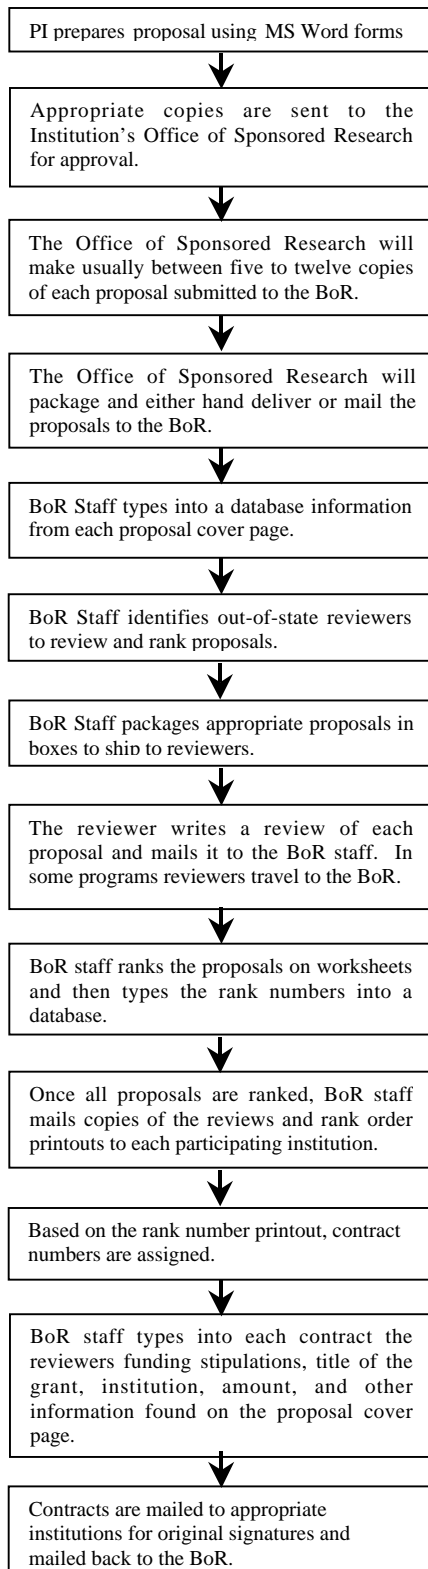 PI prepares proposal using MS Word forms
Appropriate copies are sent to the
Institution's Office of Sponsored Research
for approval.
The Office of Sponsored Research will
make usually between five to twelve copies
of each proposal submitted to the BoR.
The Office of Sponsored Research will
package and either hand deliver or mail the
proposals to the BoR.
BoR Staff types into a database information
from each proposal cover page.
BoR Staff identifies out-of-state reviewers
to review and rank proposals.
BoR Staff packages appropriate proposals in
boxes to ship to reviewers.
The reviewer writes a review of each
proposal and mails it to the BoR staff. In
some programs reviewers travel to the BoR.
BoR staff ranks the proposals on worksheets
and then types the rank numbers into a
database.
Once all proposals are ranked, BoR staff
mails copies of the reviews and rank order
printouts to each participating institution.
Based on the rank number printout, contract
numbers are assigned.
BoR staff types into each contract the
reviewers funding stipulations, title of the
grant, institution, amount, and other
information found on the proposal cover
page.
Contracts are mailed to appropriate
institutions for original signatures and
mailed back to the BoR.